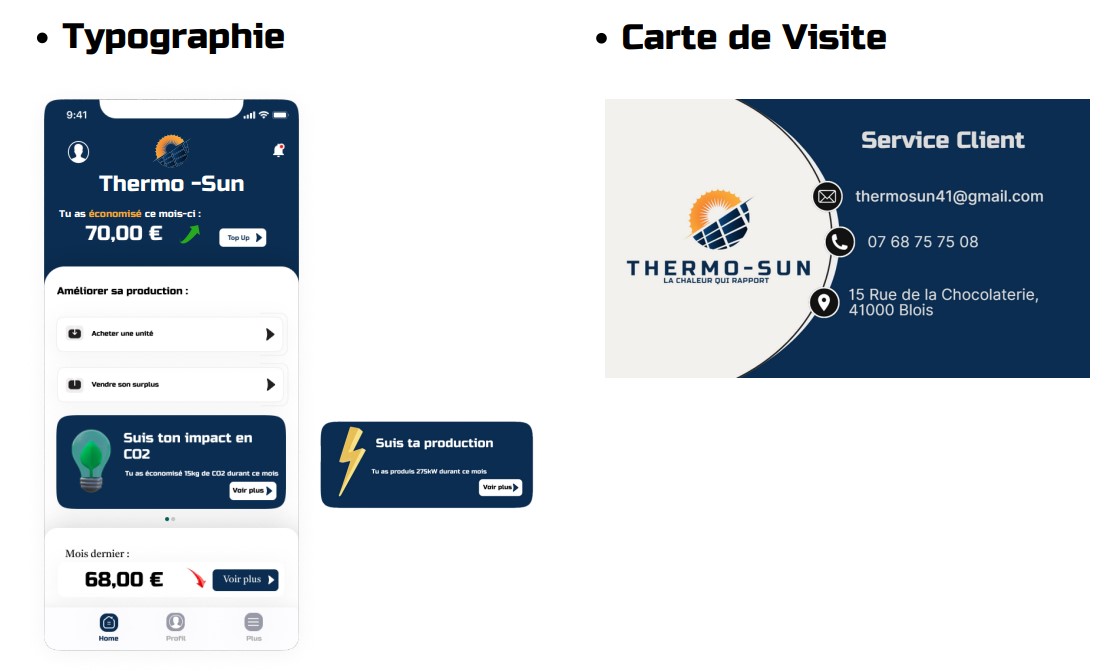 • Typographie
9:41
Thermo -Sun
Tu as économisé ce mois-ci :
70,00 €
Top Up
Améliorer sa production :
Acheter une unité
Vendre son surplus
Suis ton impact en
CO2
Tu as économisé 15kg de CO2 durant ce mois
Voir plus
Mois dernier :
68,00 €
Voir plus
Home
Profil
Plus
Suis ta production
Tu as produis 275kW durant ce mois
Voir plus
• Carte de Visite
THERMO-SUN
LA CHALEUR QUI RAPPORT
Service Client
thermosun41@gmail.com
07 68 75 75 08
15 Rue de la Chocolaterie,
41000 Blois